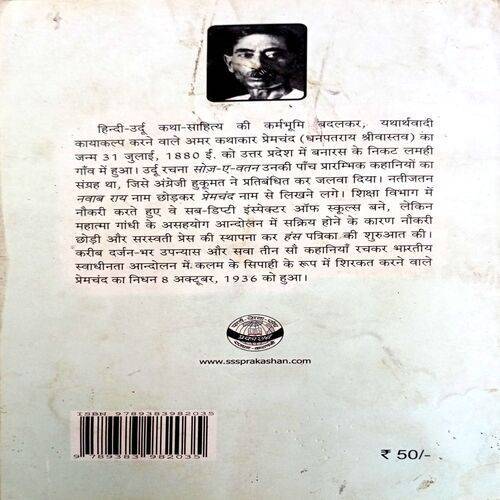 हिन्दी-उर्दू कथा-साहित्य की कर्मभूमि बदलकर, यथार्थवादी
कायाकल्प करने वाले अमर कथाकार प्रेमचंद (धनपतराय श्रीवास्तव) का
जन्म 31 जुलाई, 1880 ई. को उत्तर प्रदेश में बनारस के निकट लमही
गाँव में हुआ। उर्दू रचना सोज़-ए-वतन उनकी पाँच प्रारम्भिक कहानियों का
संग्रह था, जिसे अंग्रेजी हुकूमत ने प्रतिबंधित कर जलवा दिया। नतीजतन
नवाब राय नाम छोड़कर प्रेमचंद नाम से लिखने लगे। शिक्षा विभाग में
नौकरी करते हुए वे सब-डिप्टी इंस्पेक्टर ऑफ स्कूल्स बने, लेकिन
महात्मा गांधी के असहयोग आन्दोलन में सक्रिय होने के कारण नौकरी
छोड़ी और सरस्वती प्रेस की स्थापना कर हंस पत्रिका की शुरुआत की।
करीब दर्जन-भर उपन्यास और सवा तीन सौ कहानियाँ रचकर भारतीय
स्वाधीनता आन्दोलन में कलम के सिपाही के रूप में शिरकत करने वाले
प्रेमचंद का निधन 8 अक्टूबर, 1936 को हुआ।
www.sssprakashan.com
ISBN 9789383982035
9 789383 982035
₹ 50/-